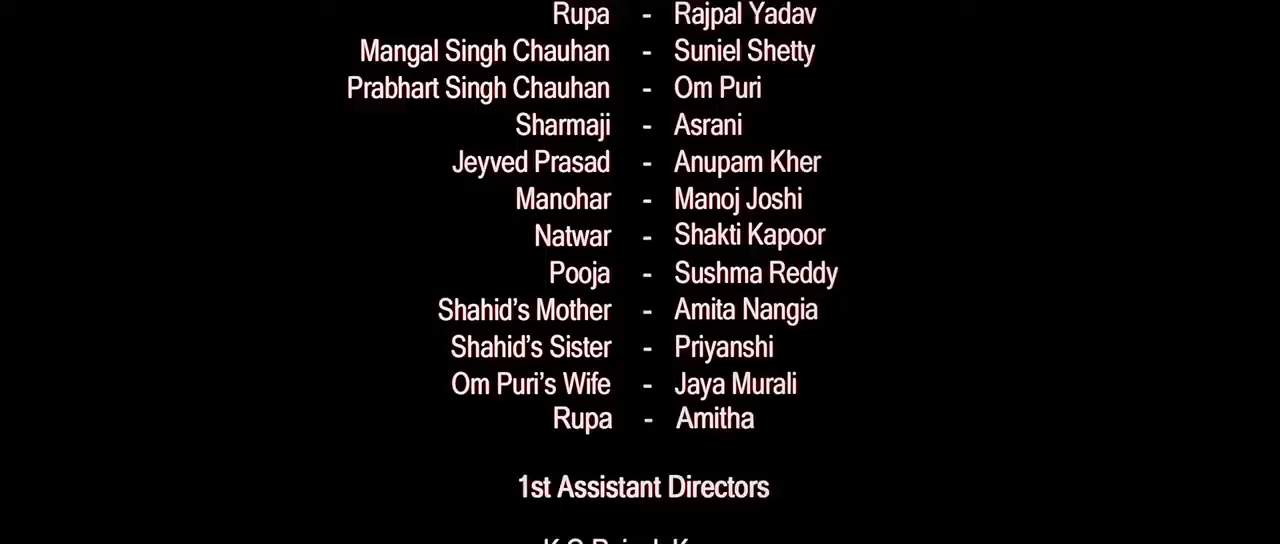 Rupa - Rajpal Yadav
Mangal Singh Chauhan - Suniel Shetty
Prabhart Singh Chauhan - Om Puri
Sharmaji - Asrani
Jeyved Prasad - Anupam Kher
Manohar - Manoj Joshi
Natwar - Shakti Kapoor
Pooja - Sushma Reddy
Shahid's Mother - Amita Nangia
Shahid's Sister - Priyanshi
Om Puri's Wife - Jaya Murali
Rupa - Amitha
1st Assistant Directors